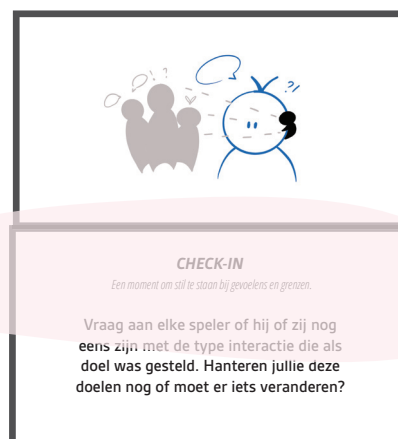 ?!
CHECK-IN
Een moment om stil te staan bij gevoelens en grenzen.
Vraag aan elke speler of hij of zij nog
eens zijn met de type interactie die als
doel was gesteld. Hanteren jullie deze
doelen nog of moet er iets veranderen?